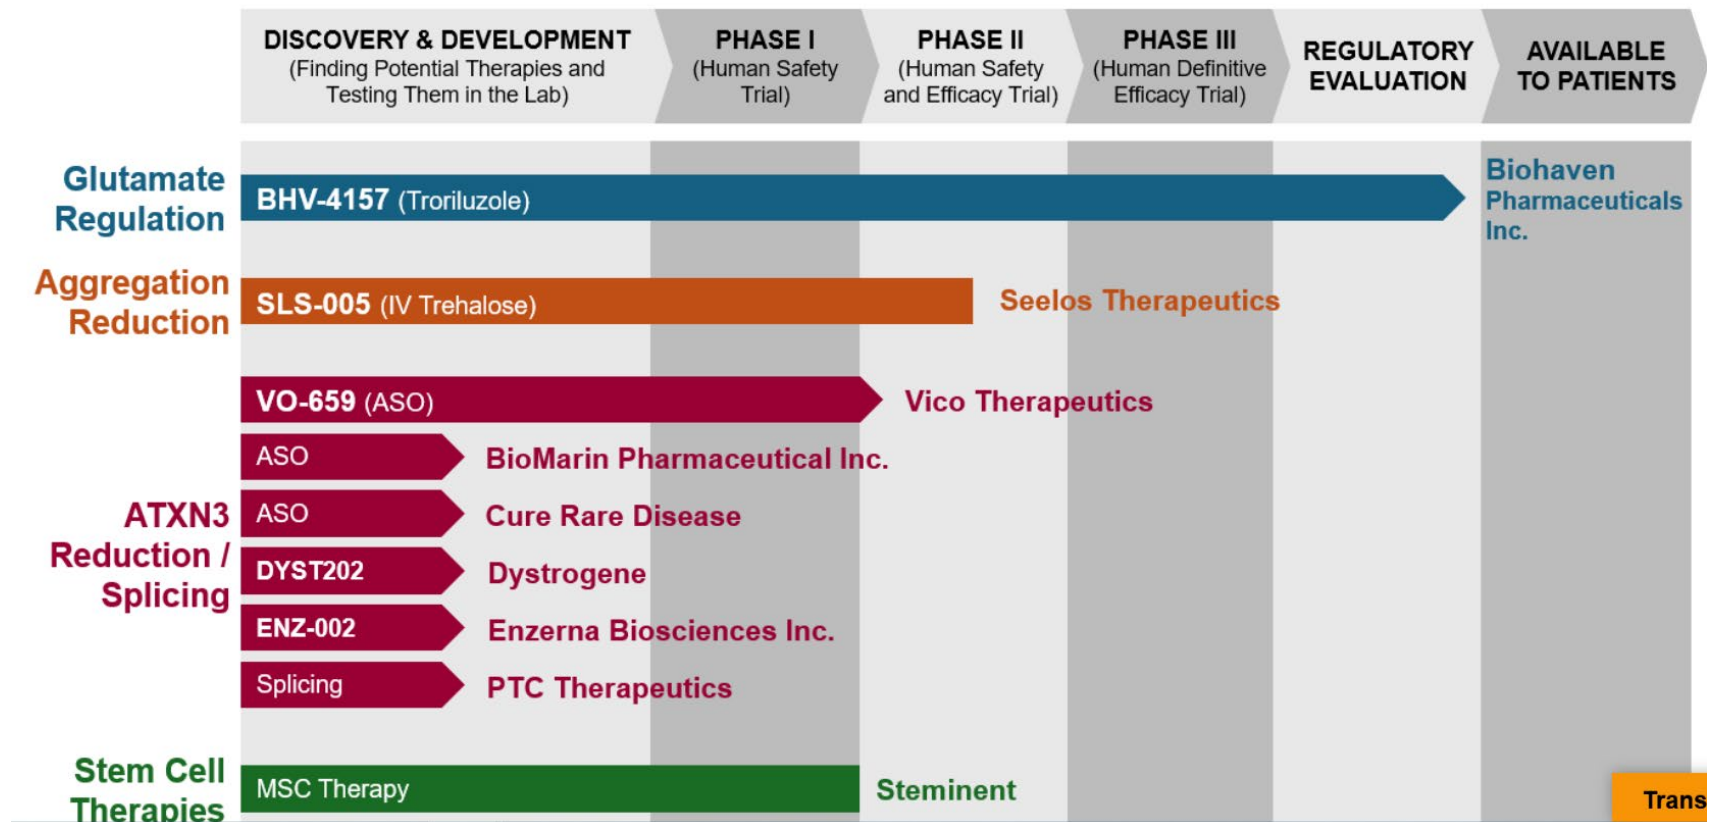 DISCOVERY & DEVELOPMENT
(Finding Potential Therapies and
Testing Them in the Lab)
PHASE I
(Human Safety
Trial)
PHASE II
(Human Safety
and Efficacy Trial)
PHASE III
(Human Definitive
Efficacy Trial)
REGULATORY
EVALUATION
AVAILABLE
TO PATIENTS
Glutamate
Regulation
BHV-4157 (Troriluzole)
Biohaven
Pharmaceuticals
Inc.
Aggregation
Reduction
SLS-005 (IV Trehalose)
Seelos Therapeutics
ATXN3
Reduction /
Splicing
VO-659 (ASO)
Vico Therapeutics
ASO
BioMarin Pharmaceutical Inc.
ASO
Cure Rare Disease
DYST202
Dystrogene
ENZ-002
Enzerna Biosciences Inc.
Splicing
PTC Therapeutics
Stem Cell
Therapies
MSC Therapy
Steminent
Trans